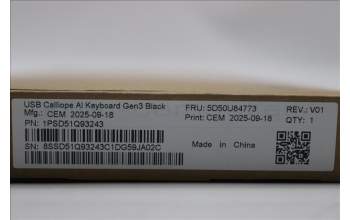 USB Calliope AI Keyboard Gen3 Black
Mfg.: CEM 2025-09-18
PN: 1PSD51Q93243
SN: 8SSD51Q93243C1DG59JA02C
FRU: 5D50U84773
Print: CEM 2025-09-18
REV.: V01
QTY: 1
Made in China